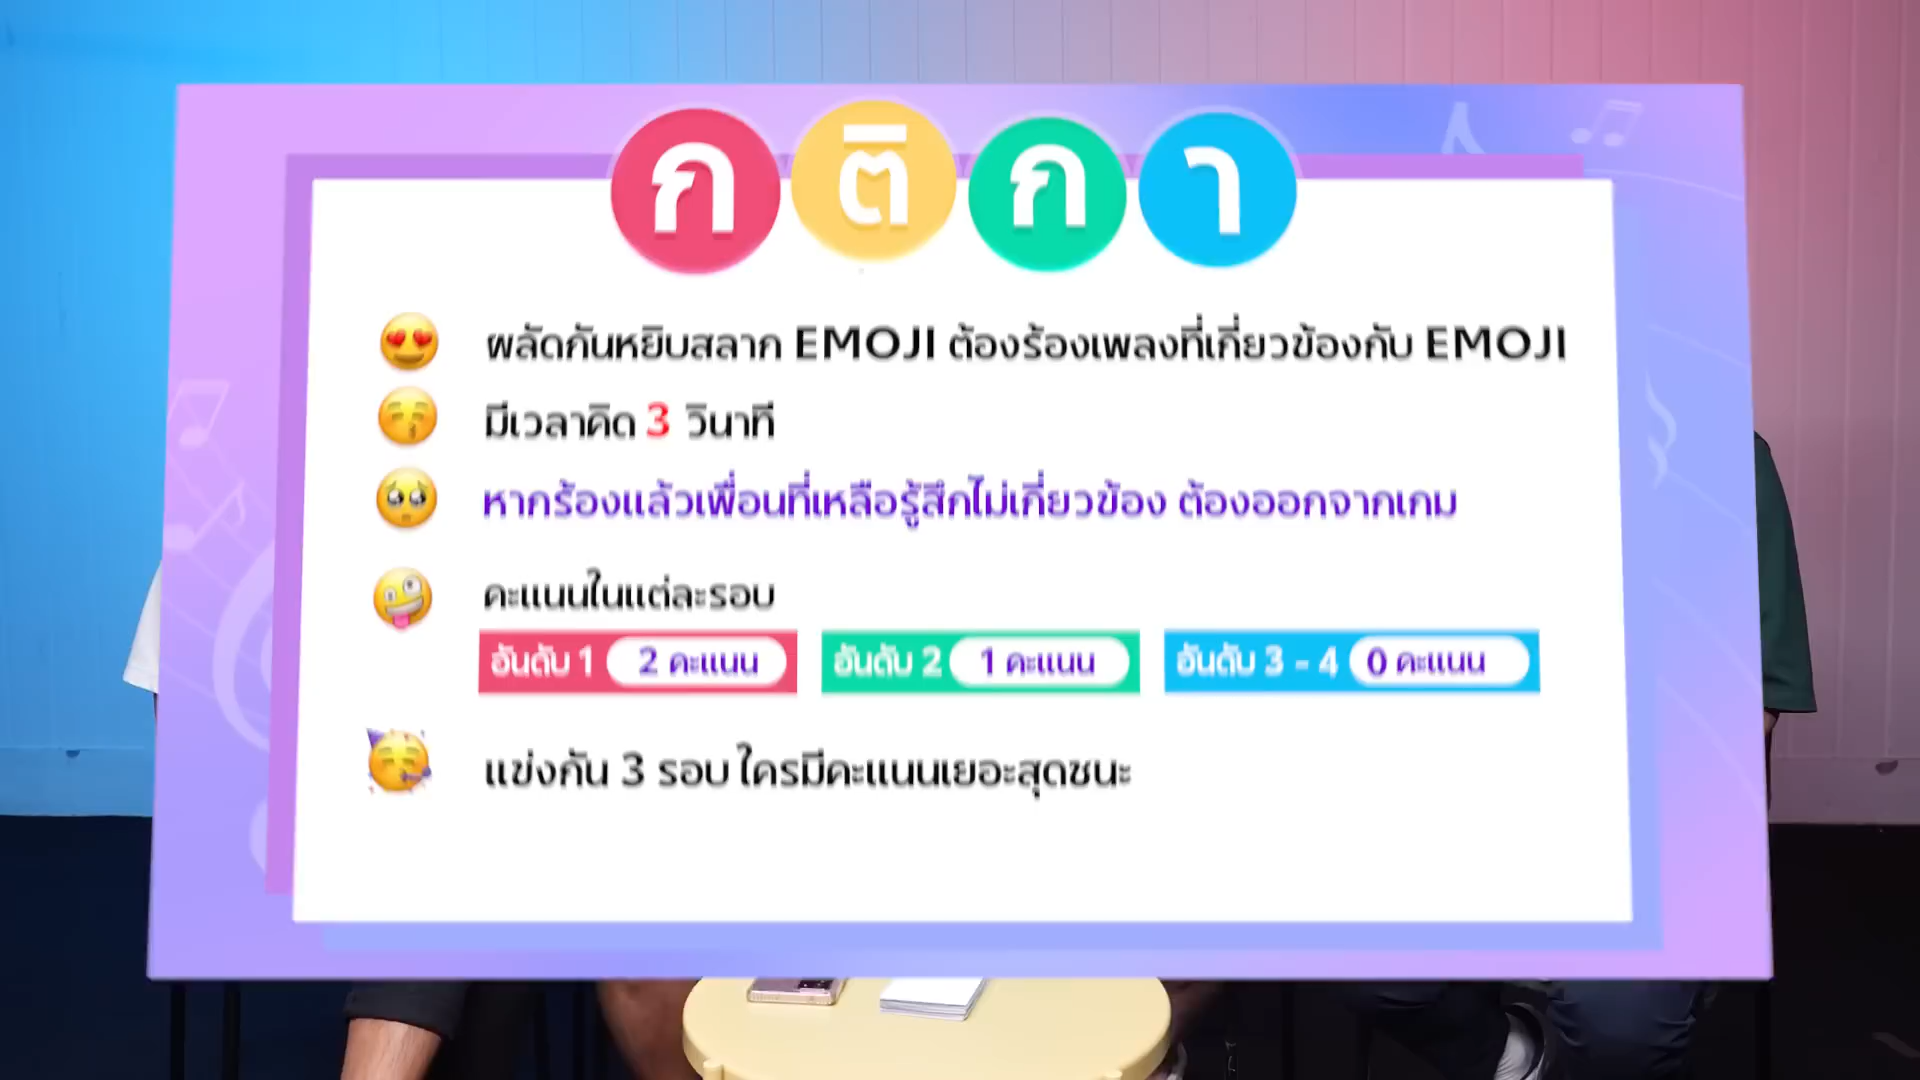 กติกา
ผลัดกันหยิบสลาก EMOJI ต้องร้องเพลงที่เกี่ยวข้องกับ EMOJI
มีเวลาคิด 3 วินาที
หากร้องแล้วเพื่อนที่เหลือรู้สึกไม่เกี่ยวข้อง ต้องออกจากเกม
คะแนนในแต่ละรอบ
อันดับ 1 2 คะแนน อันดับ 2 1 คะแนน อันดับ 3 - 4 0 คะแนน
แข่งกัน 3 รอบ ใครมีคะแนนเยอะสุดชนะ